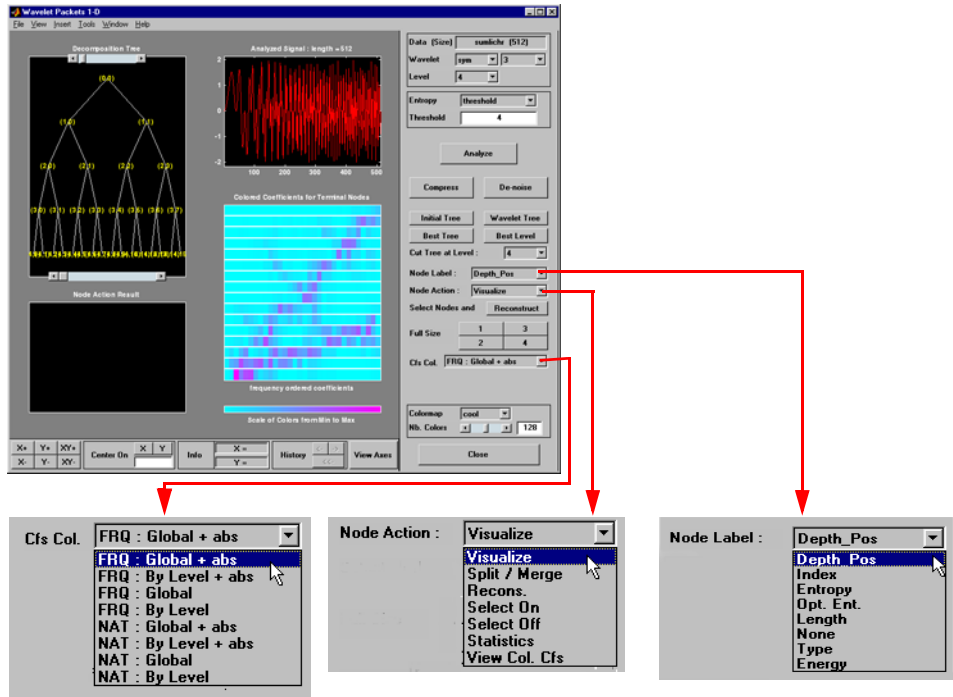 Wavelet Packets 1-D
File View Insert Tools Window Help
Decomposition Tree
(0,0)
(1,0) (1,1)
(2,0) (2,1) (2,2) (2,3)
(3,0) (3,1) (3,2) (3,3) (3,4) (3,5) (3,6) (3,7)
Node Action Result
Analyzed Signal : length = 512
2
1
0
-1
-2
100 200 300 400 500
Colored Coefficients for Terminal Nodes
frequency ordered coefficients
Scale of Colors from Min to Max
Data (Size) sumlichr (512)
Wavelet sym 3
Level 4
Entropy threshold
Threshold 4
Analyze
Compress De-noise
Initial Tree Wavelet Tree
Best Tree Best Level
Cut Tree at Level : 4
Node Label : Depth_Pos
Node Action : Visualize
Select Nodes and Reconstruct
Full Size 1 3
2 4
Cfs Col. FRQ : Global + abs
Colormap cool
Nb. Colors 128
X+ Y+ XY+ Center On X Y Info X = History <- -> View Axes Close
X- Y- XY- Y = <<-
Cfs Col. FRQ : Global + abs
FRQ : Global + abs
FRQ : By Level + abs
FRQ : Global
FRQ : By Level
NAT : Global + abs
NAT : By Level + abs
NAT : Global
NAT : By Level
Node Action : Visualize
Visualize
Split / Merge
Recons.
Select On
Select Off
Statistics
View Col. Cfs
Node Label : Depth_Pos
Depth_Pos
Index
Entropy
Opt. Ent.
Length
None
Type
Energy